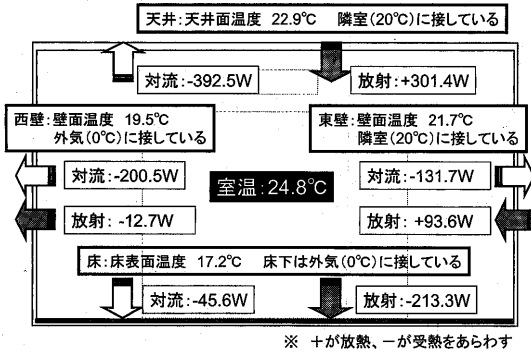 天井:天井面温度 22.9℃ 隣室(20℃)に接している
対流:-392.5W
放射:+301.4W
西壁:壁面温度 19.5℃
外気(0℃)に接している
東壁:壁面温度 21.7℃
隣室(20℃)に接している
対流:-200.5W
室温:24.8℃
対流:-131.7W
放射:-12.7W
放射:+93.6W
床:床表面温度 17.2℃ 床下は外気(0℃)に接している
対流:-45.6W
放射:-213.3W
※ +が放熱、-が受熱をあらわす